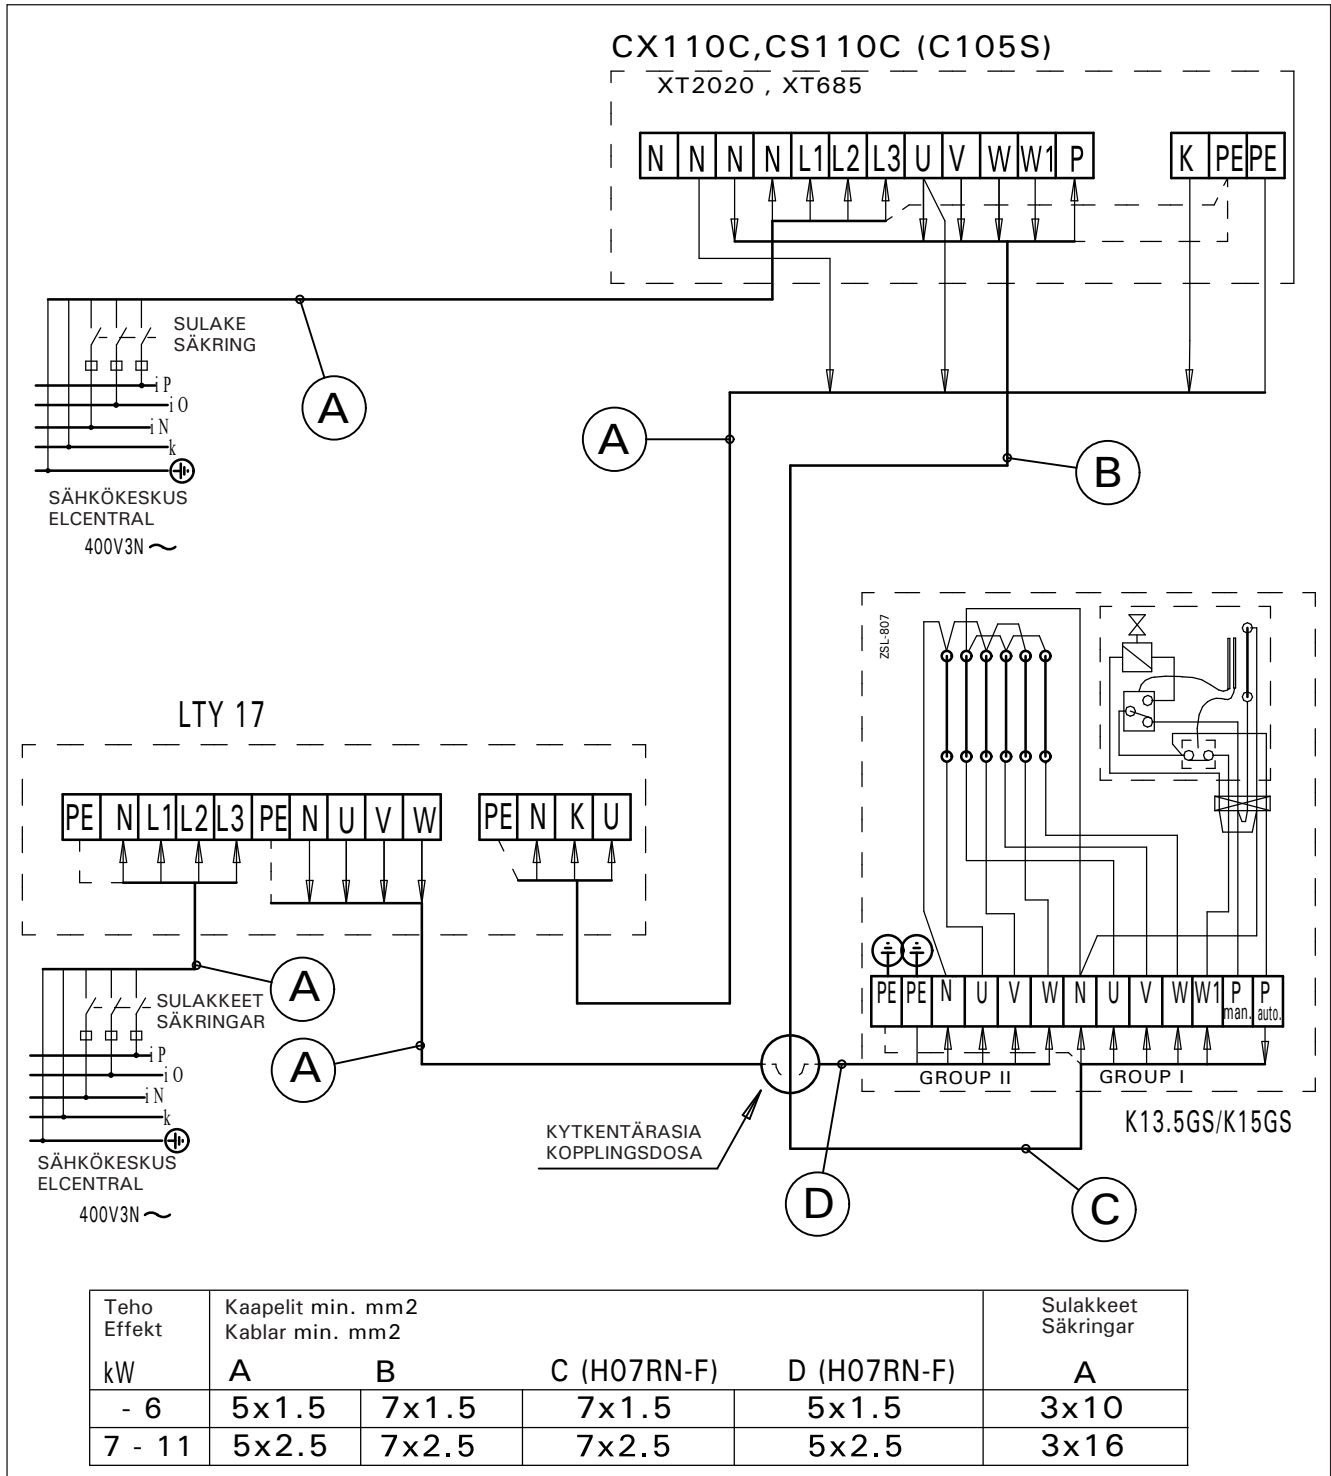 CX110C,CS110C (C105S)
XT2020 , XT685
N N N N L1 L2 L3 U V W W1 P K PE PE
SULAKE
SÄKRING
i P
i O
i N
k
SÄHKÖKESKUS
ELCENTRAL
400V3N ~
A
A
B
ZSL-807
LTY 17
PE N L1 L2 L3 PE N U V W PE N K U
A
SULAKKEET
SÄKRINGAR
i P
i O
i N
k
SÄHKÖKESKUS
ELCENTRAL
400V3N ~
A
PE PE N U V W N U V W W1 P man. P auto.
GROUP II GROUP I
K13.5GS/K15GS
KYTKENTÄRASIA
KOPPLINGSDOSA
D
C
Teho
Effekt
kW
Kaapelit min. mm2
Kablar min. mm2
Sulakkeet
Säkringar
A B C (H07RN-F) D (H07RN-F) A
- 6 5x1.5 7x1.5 7x1.5 5x1.5 3x10
7 - 11 5x2.5 7x2.5 7x2.5 5x2.5 3x16